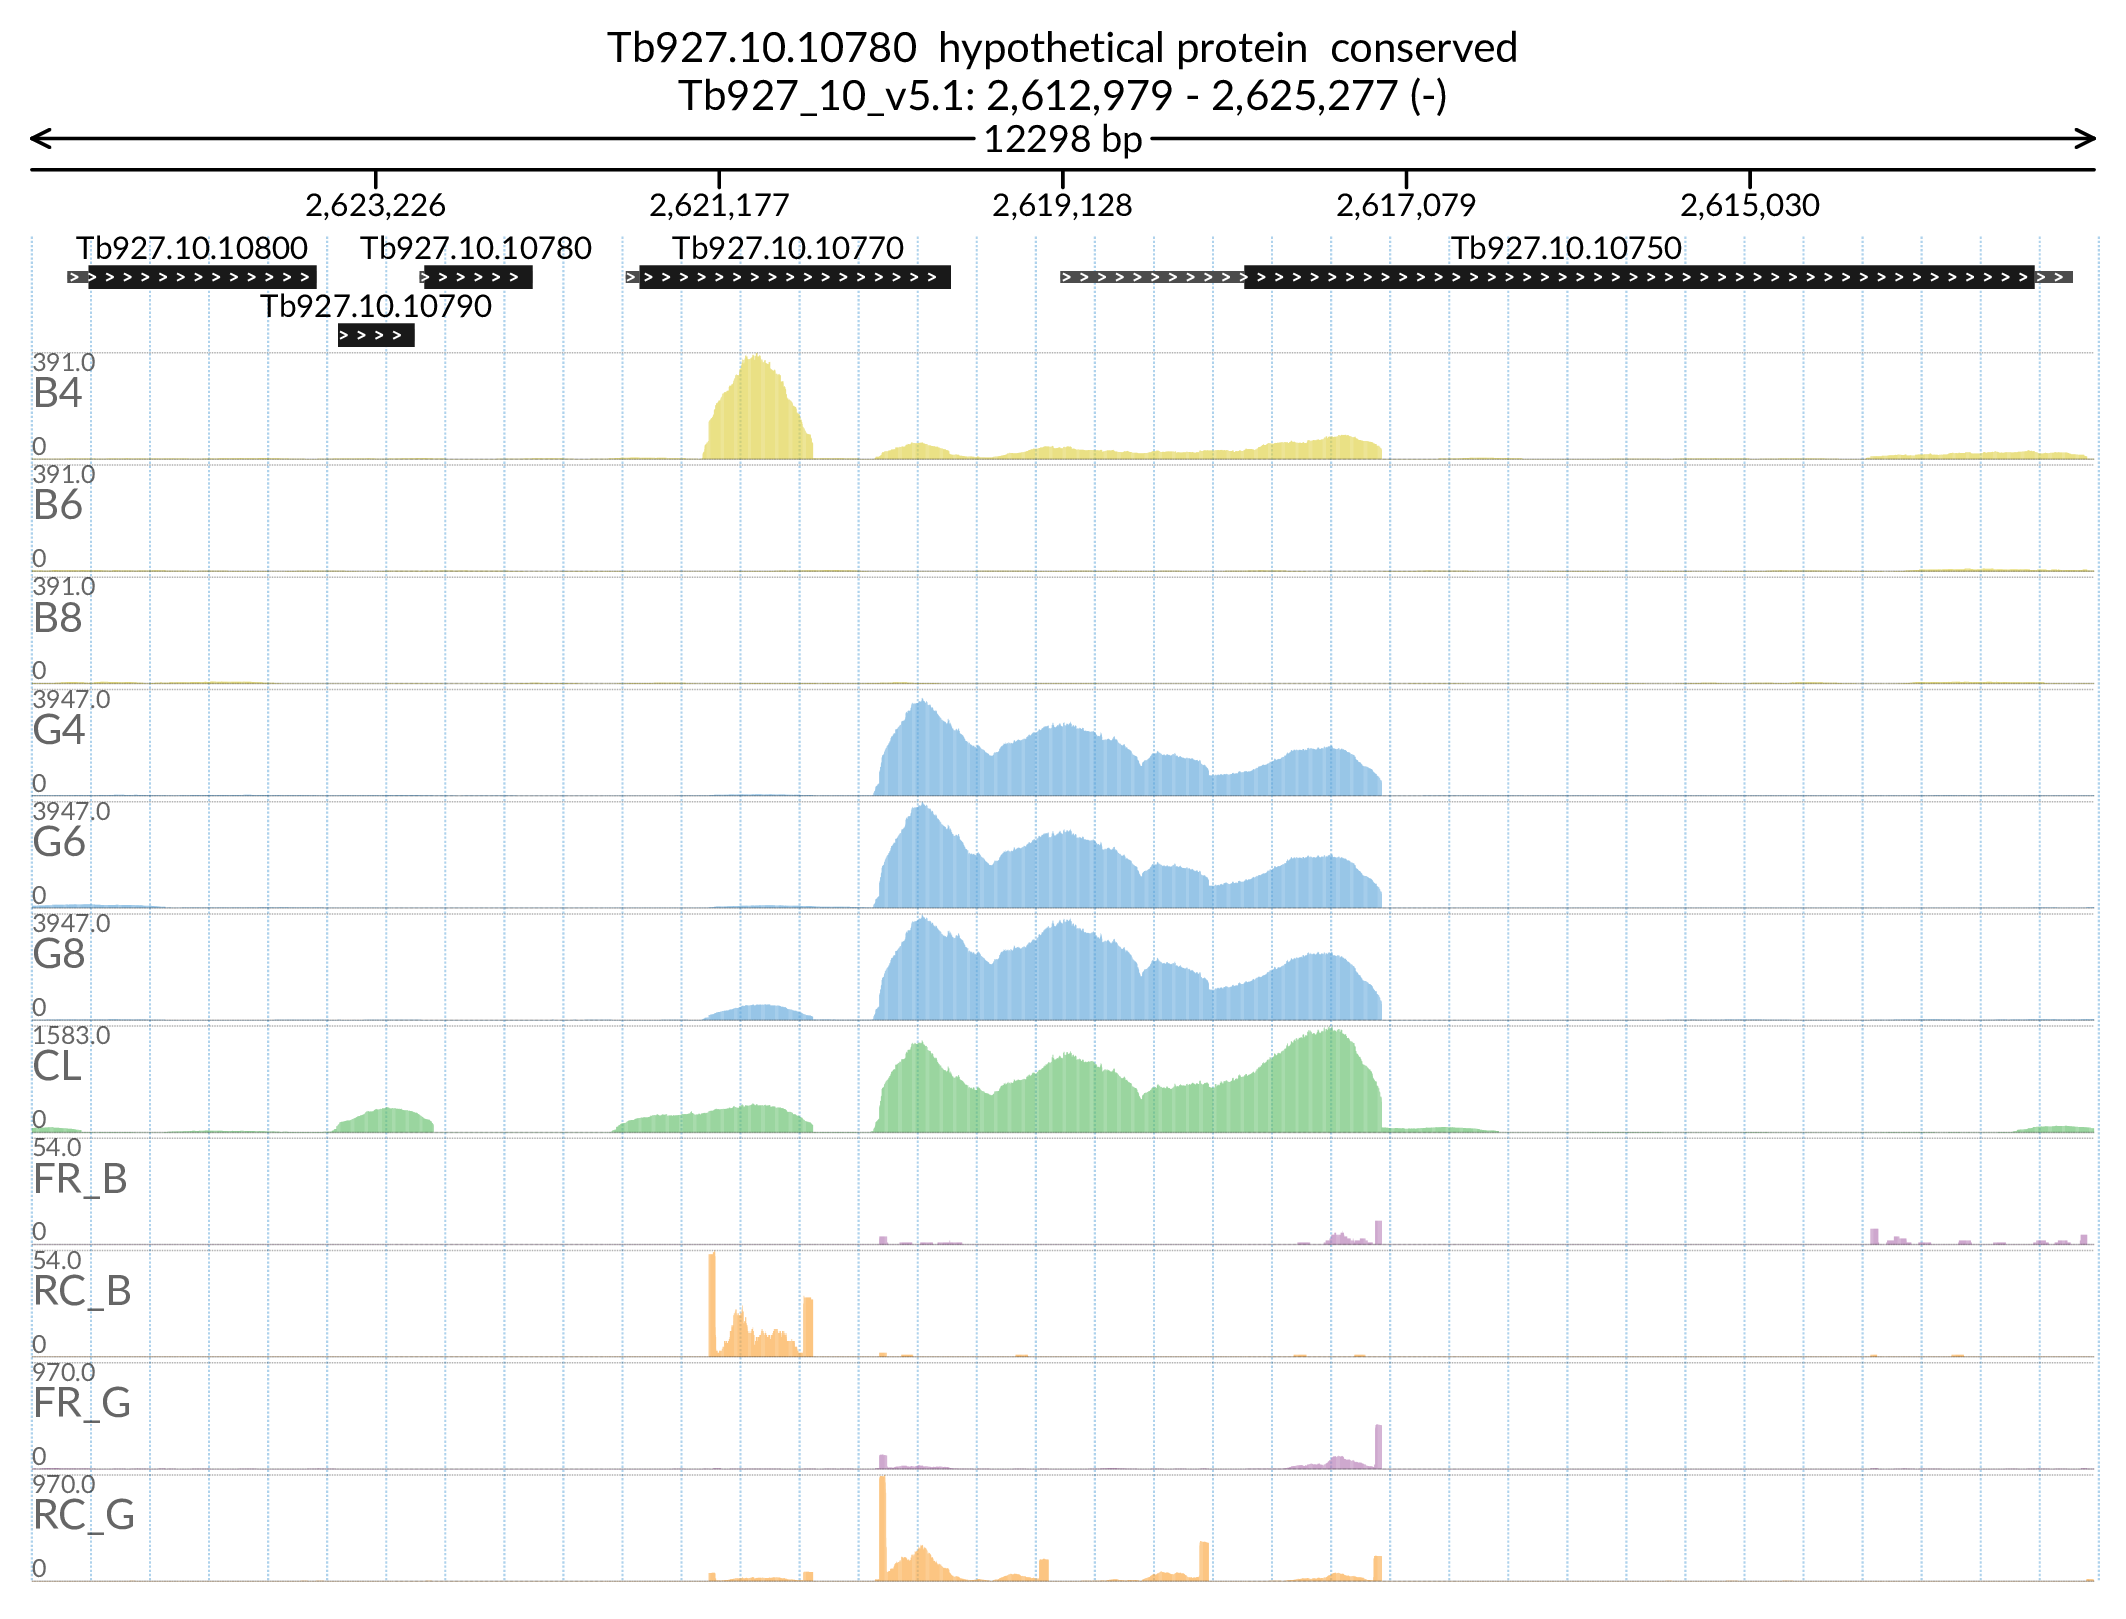 Tb927.10.10780 hypothetical protein conserved
Tb927_10_v5.1: 2,612,979 - 2,625,277 (-)
12298 bp
2,623,226 2,621,177 2,619,128 2,617,079 2,615,030
Tb927.10.10800 Tb927.10.10780 Tb927.10.10770 Tb927.10.10750
Tb927.10.10790
391.0
B4
0
391.0
B6
0
391.0
B8
0
3947.0
G4
0
3947.0
G6
0
3947.0
G8
0
1583.0
CL
0
54.0
FR_B
0
54.0
RC_B
0
970.0
FR_G
0
970.0
RC_G
0